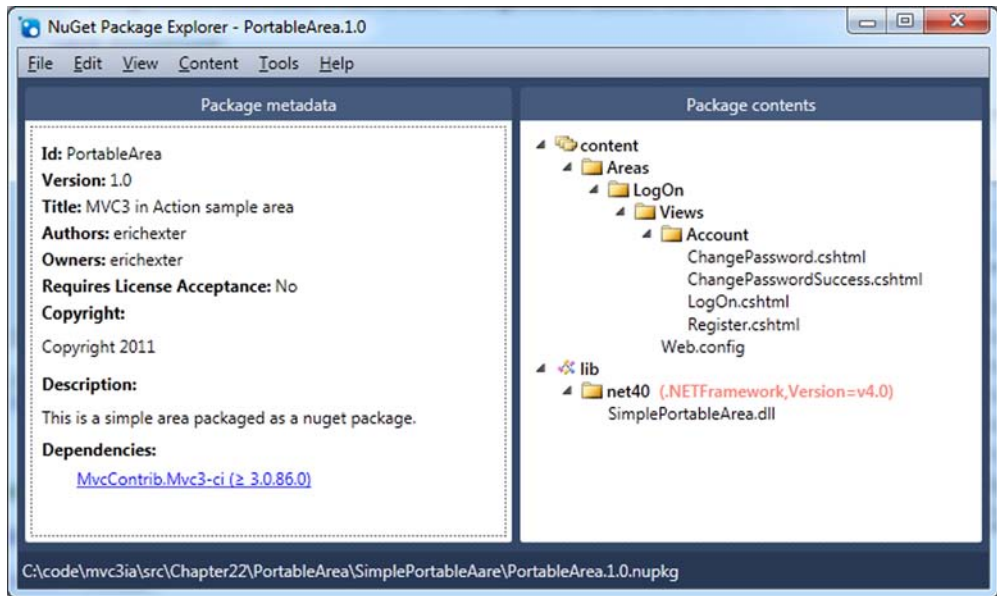 NuGet Package Explorer - PortableArea.1.0
File Edit View Content Tools Help
Package metadata
Id: PortableArea
Version: 1.0
Title: MVC3 in Action sample area
Authors: erichexter
Owners: erichexter
Requires License Acceptance: No
Copyright:
Copyright 2011
Description:
This is a simple area packaged as a nuget package.
Dependencies:
MvcContrib.Mvc3-ci (≥ 3.0.86.0)
Package contents
content
Areas
LogOn
Views
Account
ChangePassword.cshtml
ChangePasswordSuccess.cshtml
LogOn.cshtml
Register.cshtml
Web.config
lib
net40 (.NETFramework,Version=v4.0)
SimplePortableArea.dll
C:\code\mvc3ia\src\Chapter22\PortableArea\SimplePortableAare\PortableArea.1.0.nupkg